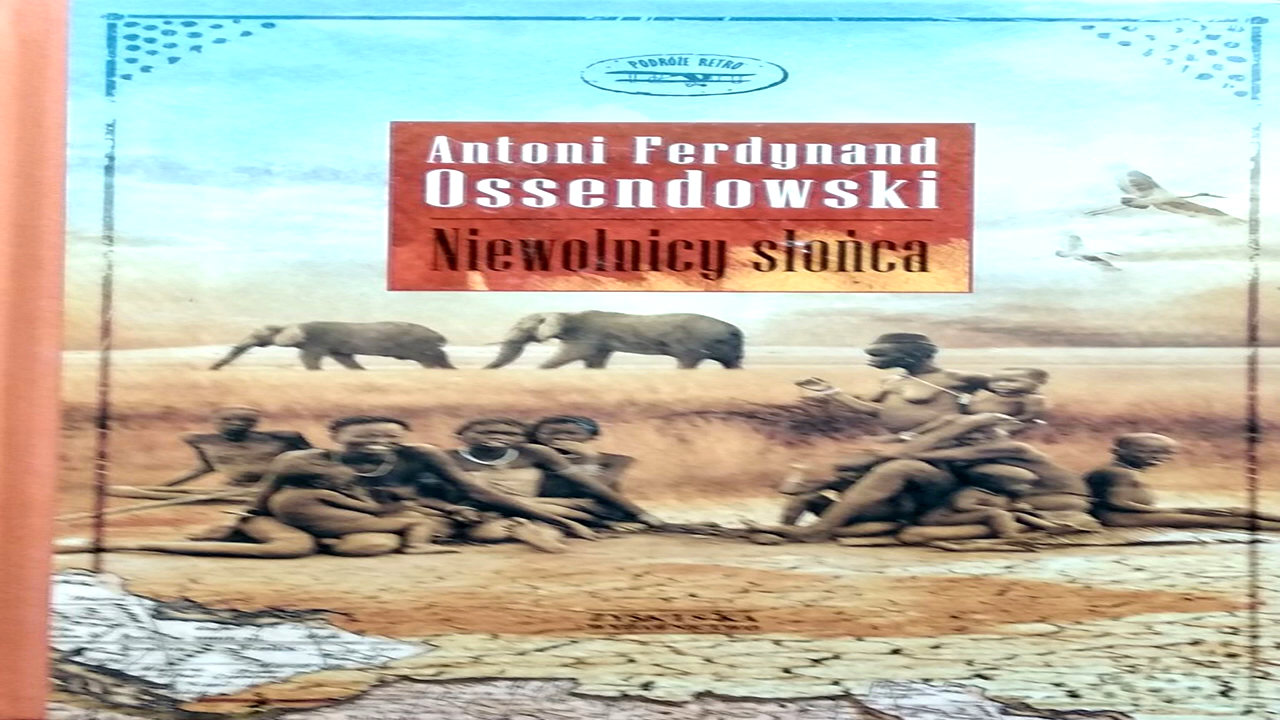 PODRÓŻE RETRO
Antoni Ferdynand
Ossendowski
Niewolnicy słońca